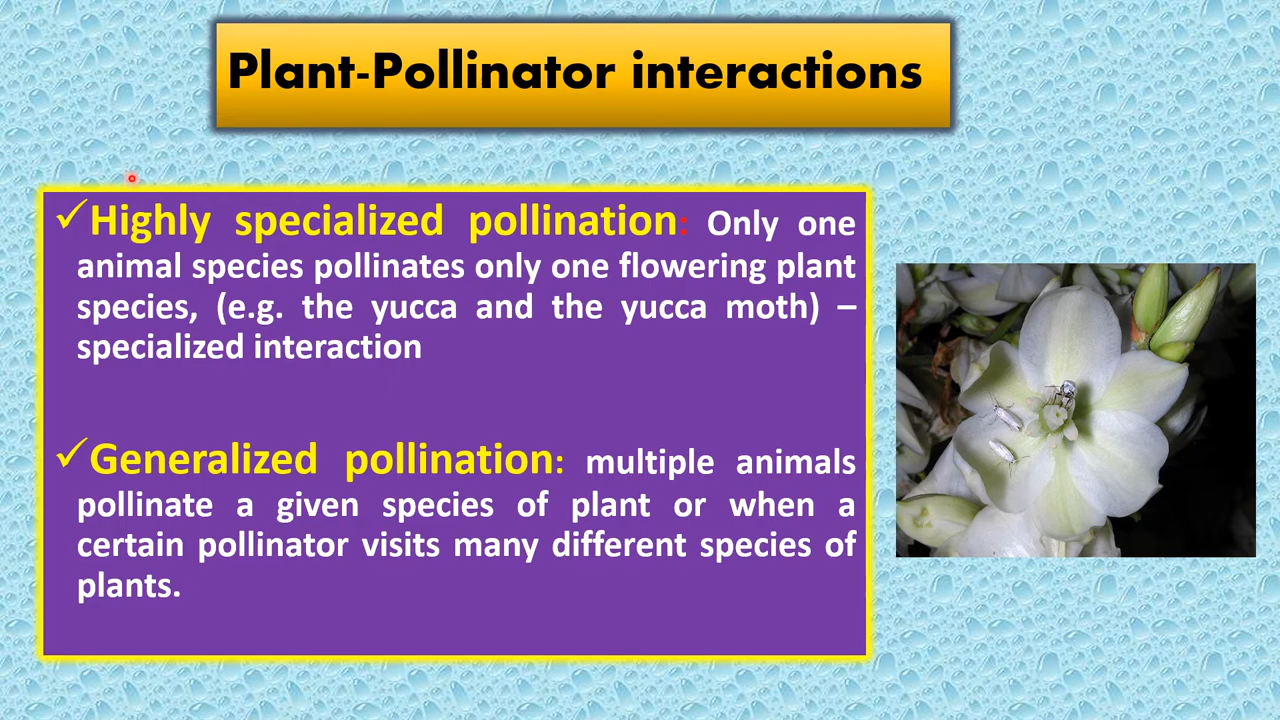 Plant-Pollinator interactions
✓Highly specialized pollination: Only one
animal species pollinates only one flowering plant
species, (e.g. the yucca and the yucca moth) –
specialized interaction
✓Generalized pollination: multiple animals
pollinate a given species of plant or when a
certain pollinator visits many different species of
plants.